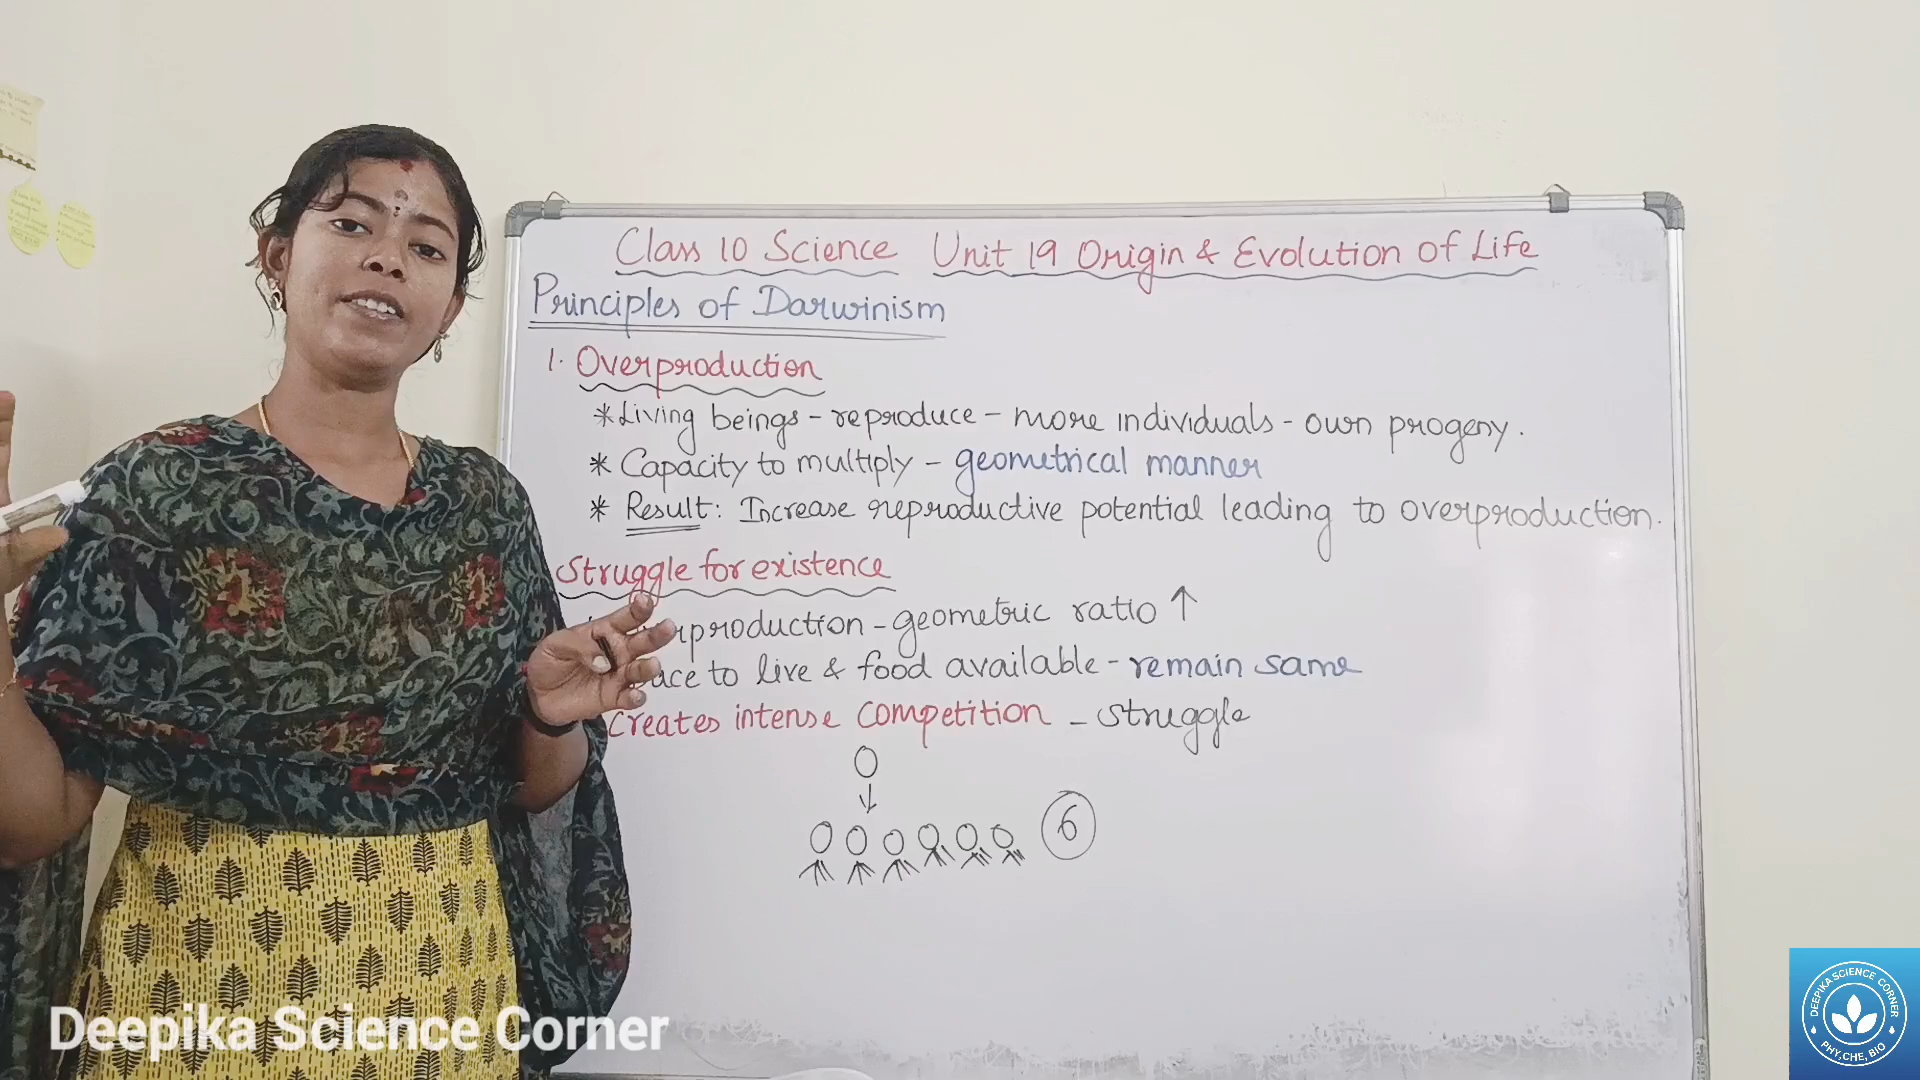 Class 10 Science Unit 19 Origin & Evolution of Life
Principles of Darwinism
1. Overproduction
* Living beings - reproduce - more individuals - own progeny.
* Capacity to multiply - geometrical manner
* Result: Increase reproductive potential leading to overproduction.
Struggle for existence
production - geometric ratio ↑
to live & food available - remain same
Creates intense competition - struggle
6
Deepika Science Corner
DEEPIKA SCIENCE CORNER
PHY, CHE, BIO